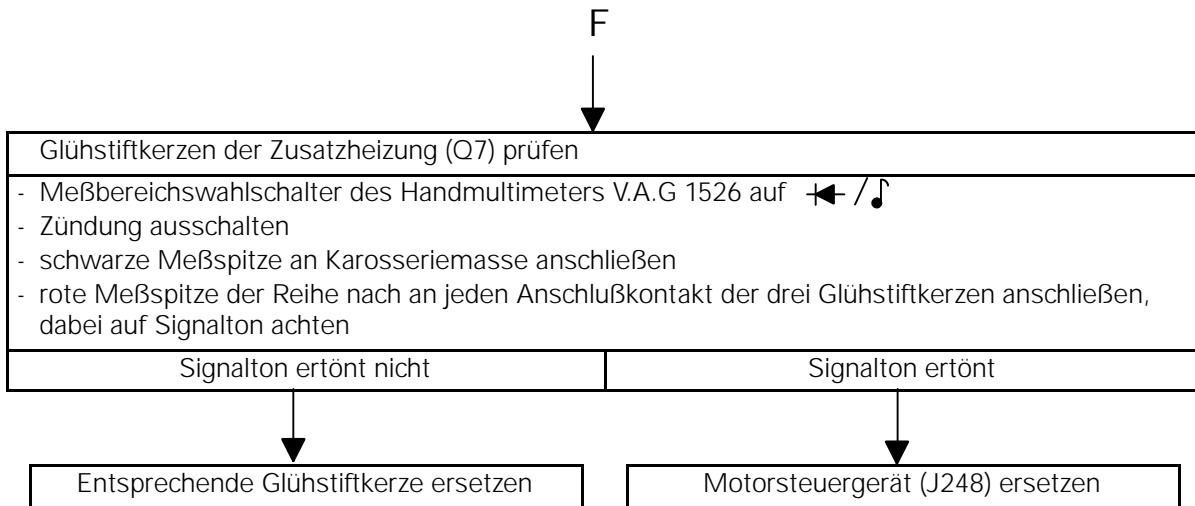 F
Glühstiftkerzen der Zusatzheizung (Q7) prüfen
- Meßbereichswahlschalter des Handmultimeters V.A.G 1526 auf /
- Zündung ausschalten
- schwarze Meßspitze an Karosseriemasse anschließen
- rote Meßspitze der Reihe nach an jeden Anschlußkontakt der drei Glühstiftkerzen anschließen,
dabei auf Signalton achten
Signalton ertönt nicht
Signalton ertönt
Entsprechende Glühstiftkerze ersetzen
Motorsteuergerät (J248) ersetzen